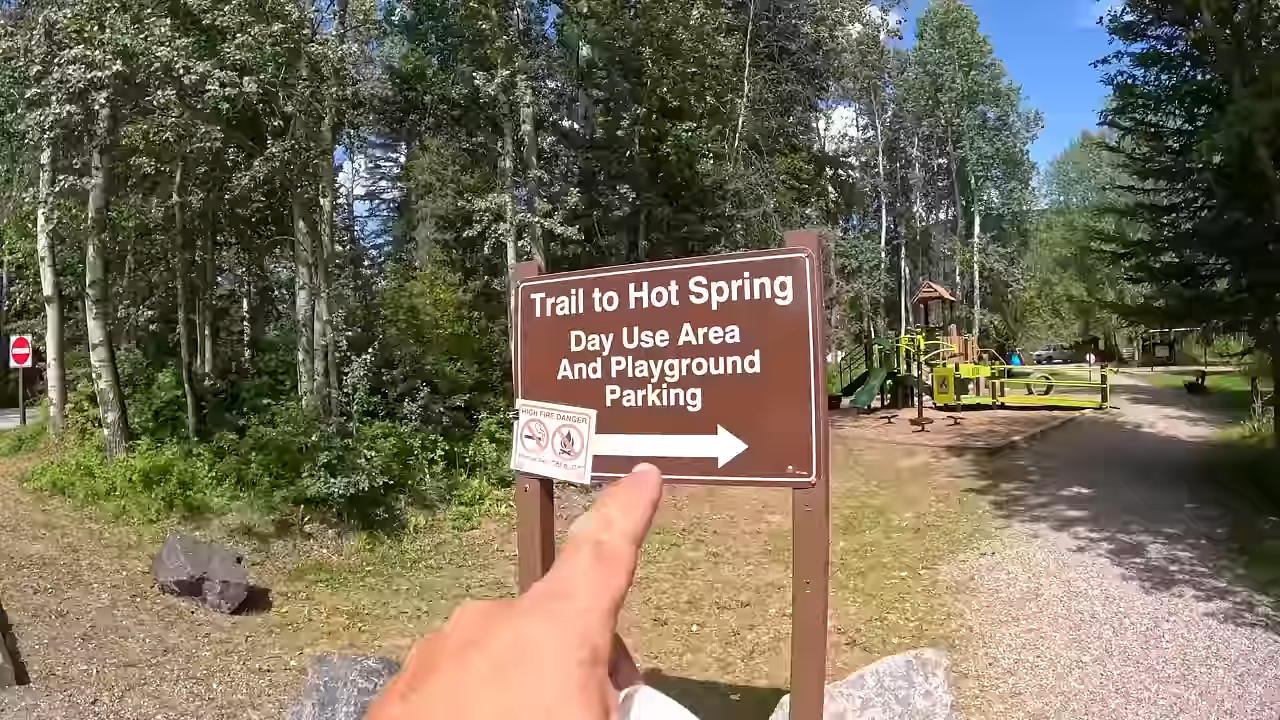 Trail to Hot Spring
Day Use Area
And Playground
Parking
HIGH FIRE DANGER